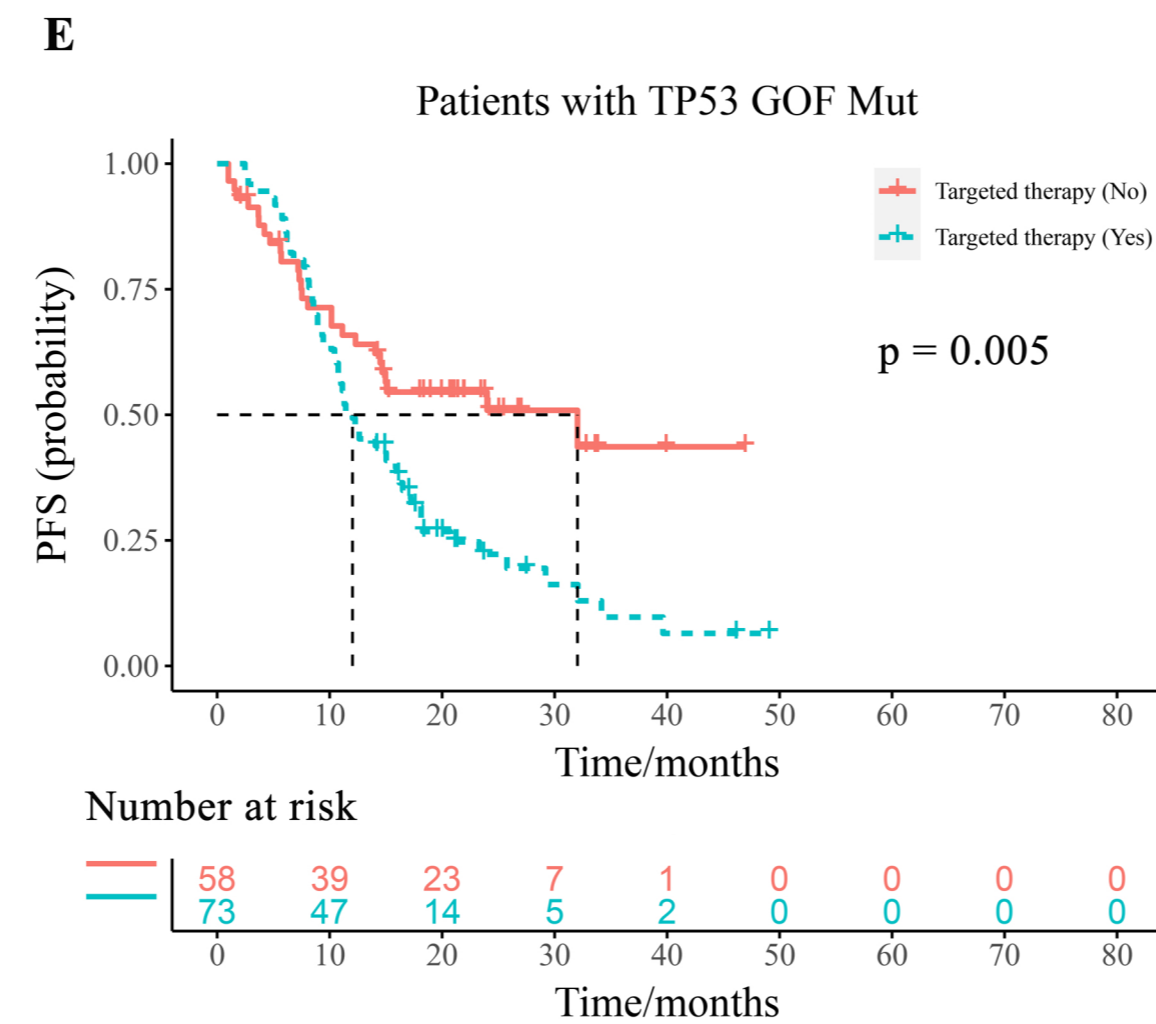 E
Patients with TP53 GOF Mut
PFS (probability)
1.00
0.75
0.50
0.25
0.00
Targeted therapy (No)
Targeted therapy (Yes)
p = 0.005
0 10 20 30 40 50 60 70 80
Time/months
Number at risk
58 39 23 7 1 0 0 0 0
73 47 14 5 2 0 0 0 0
0 10 20 30 40 50 60 70 80
Time/months